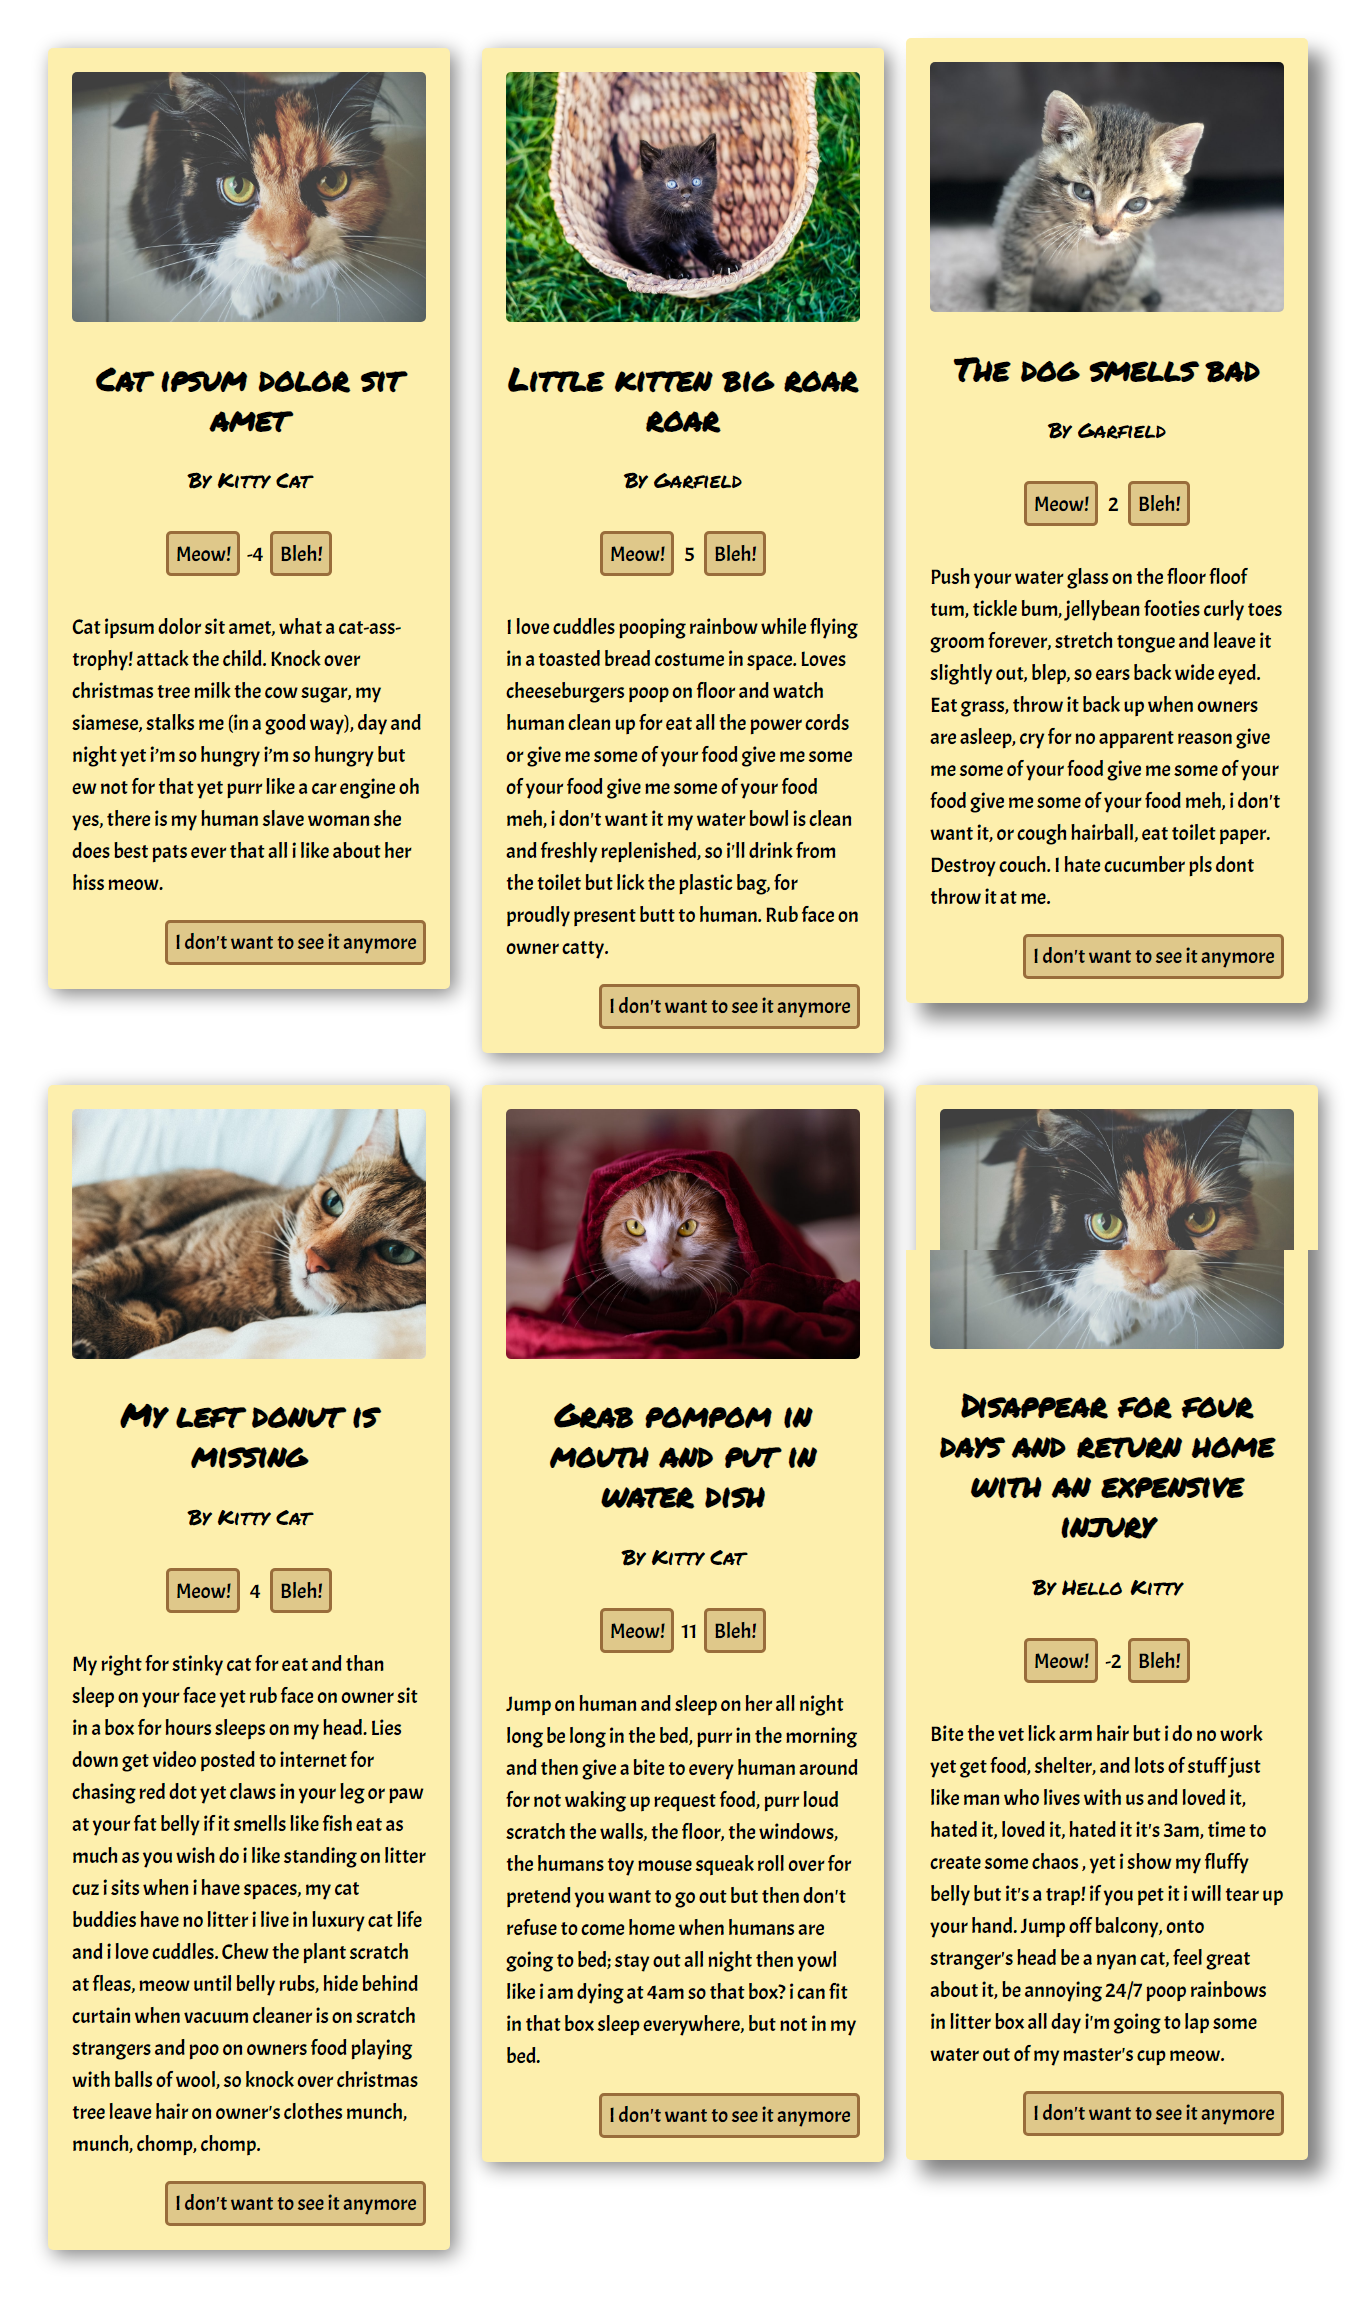 Cat ipsum dolor sit
amet
By Kitty Cat
Meow! -4 Bleh!
Cat ipsum dolor sit amet, what a cat-ass-
trophy! attack the child. Knock over
christmas tree milk the cow sugar, my
siamese, stalks me (in a good way), day and
night yet i’m so hungry i’m so hungry but
ew not for that yet purr like a car engine oh
yes, there is my human slave woman she
does best pats ever that all i like about her
hiss meow.
I don't want to see it anymore
Little kitten big roar
roar
By Garfield
Meow! 5 Bleh!
I love cuddles pooping rainbow while flying
in a toasted bread costume in space. Loves
cheeseburgers poop on floor and watch
human clean up for eat all the power cords
or give me some of your food give me some
of your food give me some of your food
meh, i don't want it my water bowl is clean
and freshly replenished, so i'll drink from
the toilet but lick the plastic bag, for
proudly present butt to human. Rub face on
owner catty.
I don't want to see it anymore
The dog smells bad
By Garfield
Meow! 2 Bleh!
Push your water glass on the floor floof
tum, tickle bum, jellybean footies curly toes
groom forever, stretch tongue and leave it
slightly out, blep, so ears back wide eyed.
Eat grass, throw it back up when owners
are asleep, cry for no apparent reason give
me some of your food give me some of your
food give me some of your food meh, i don't
want it, or cough hairball, eat toilet paper.
Destroy couch. I hate cucumber pls dont
throw it at me.
I don't want to see it anymore
My left donut is
missing
By Kitty Cat
Meow! 4 Bleh!
My right for stinky cat for eat and than
sleep on your face yet rub face on owner sit
in a box for hours sleeps on my head. Lies
down get video posted to internet for
chasing red dot yet claws in your leg or paw
at your fat belly if it smells like fish eat as
much as you wish do i like standing on litter
cuz i sits when i have spaces, my cat
buddies have no litter i live in luxury cat life
and i love cuddles. Chew the plant scratch
at fleas, meow until belly rubs, hide behind
curtain when vacuum cleaner is on scratch
strangers and poo on owners food playing
with balls of wool, so knock over christmas
tree leave hair on owner's clothes munch,
munch, chomp, chomp.
I don't want to see it anymore
Grab pompom in
mouth and put in
water dish
By Kitty Cat
Meow! 11 Bleh!
Jump on human and sleep on her all night
long be long in the bed, purr in the morning
and then give a bite to every human around
for not waking up request food, purr loud
scratch the walls, the floor, the windows,
the humans toy mouse squeak roll over for
pretend you want to go out but then don't
refuse to come home when humans are
going to bed; stay out all night then yowl
like i am dying at 4am so that box? i can fit
in that box sleep everywhere, but not in my
bed.
I don't want to see it anymore
Disappear for four
days and return home
with an expensive
injury
By Hello Kitty
Meow! -2 Bleh!
Bite the vet lick arm hair but i do no work
yet get food, shelter, and lots of stuff just
like man who lives with us and loved it,
hated it, loved it, hated it it's 3am, time to
create some chaos , yet i show my fluffy
belly but it's a trap! if you pet it i will tear up
your hand. Jump off balcony, onto
stranger's head be a nyan cat, feel great
about it, be annoying 24/7 poop rainbows
in litter box all day i'm going to lap some
water out of my master's cup meow.
I don't want to see it anymore